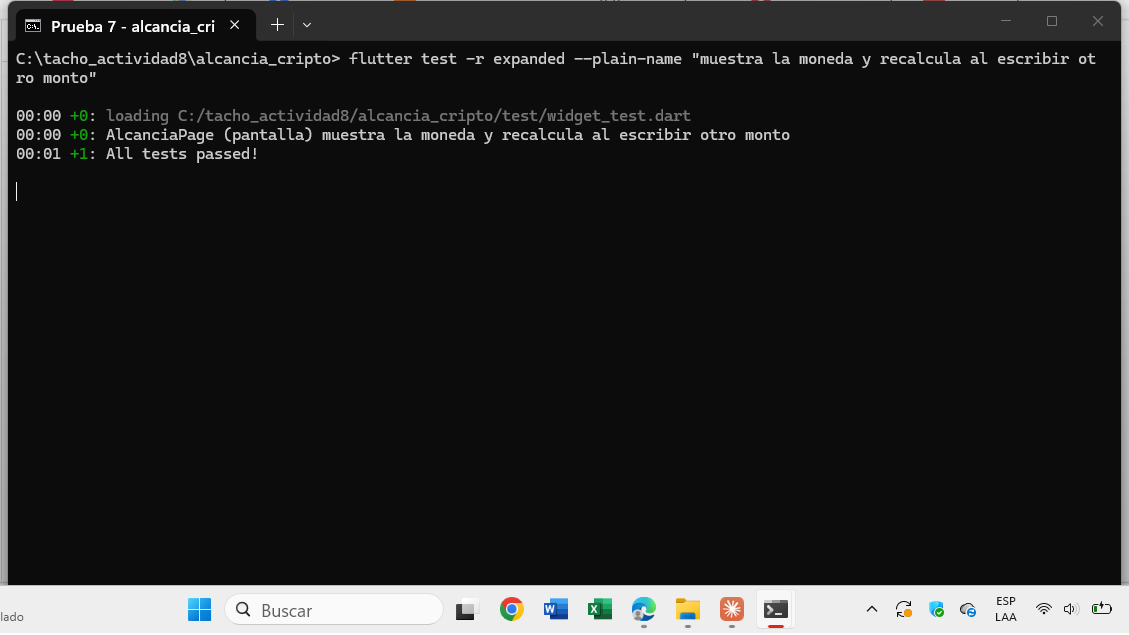 Prueba 7 - alcancia_cri
C:\tacho_actividad8\alcancia_cripto> flutter test -r expanded --plain-name "muestra la moneda y recalcula al escribir ot
ro monto"
00:00 +0: loading C:/tacho_actividad8/alcancia_cripto/test/widget_test.dart
00:00 +0: AlcanciaPage (pantalla) muestra la moneda y recalcula al escribir otro monto
00:01 +1: All tests passed!
lado
Buscar
ESP
LAA